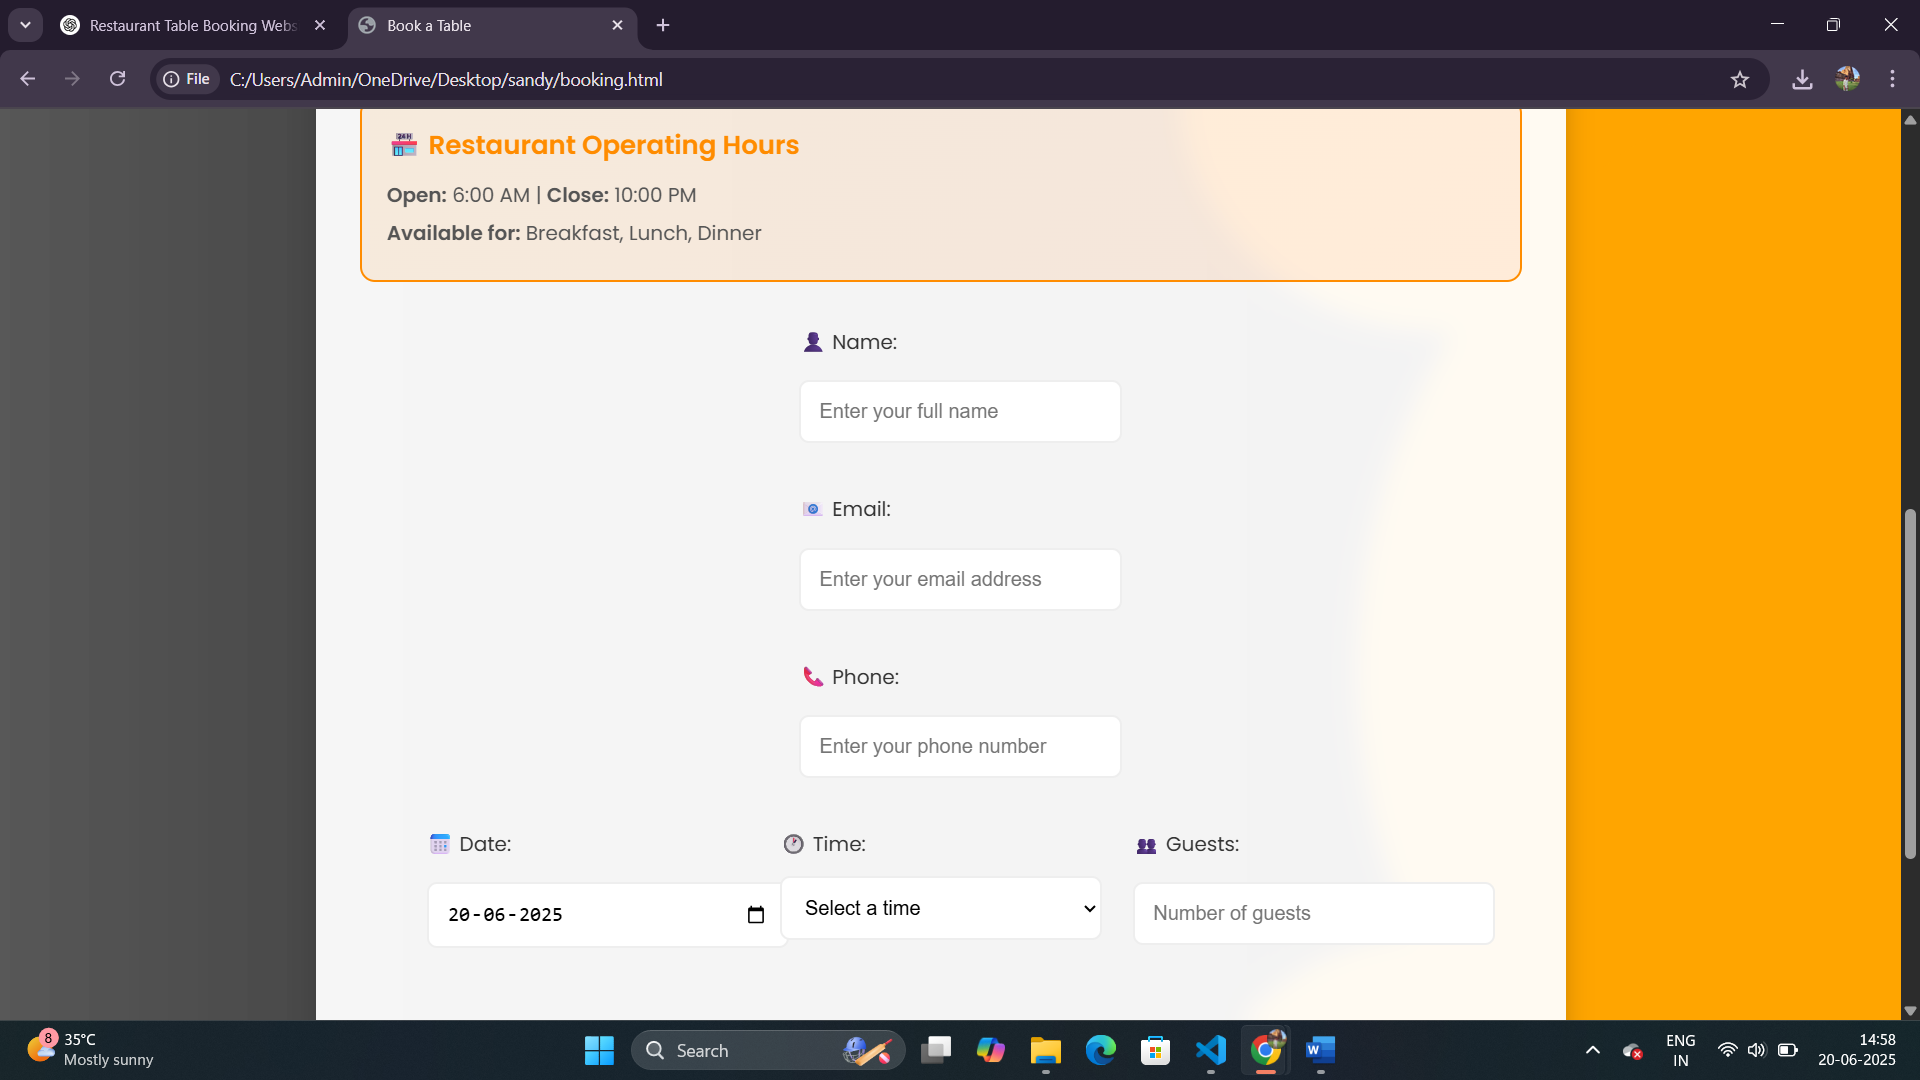 Restaurant Table Booking Webs
Book a Table
File
C:/Users/Admin/OneDrive/Desktop/sandy/booking.html
Restaurant Operating Hours
Open: 6:00 AM | Close: 10:00 PM
Available for: Breakfast, Lunch, Dinner
Name:
Enter your full name
Email:
Enter your email address
Phone:
Enter your phone number
Date: Time: Guests:
20-06-2025 Select a time Number of guests
8
35°C
Mostly sunny
Search
ENG
IN
14:58
20-06-2025